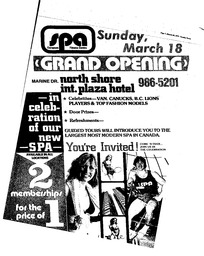 spa
Sunday,
March 18
GRAND OPENING
MARINE DR.
north shore
int. plaza hotel
986-5201
• Celebrities—VAN. CANUCKS, B.C. LIONS
PLAYERS & TOP FASHION MODELS
• Door Prizes—
• Refreshments—
GUIDED TOURS WILL INTRODUCE YOU TO THE
LARGEST MOST MODERN SPA IN CANADA.
—in
celeb-
ration of
our new
-SPA-
2
memberships
for the
price of 1
You're Invited!
SPA